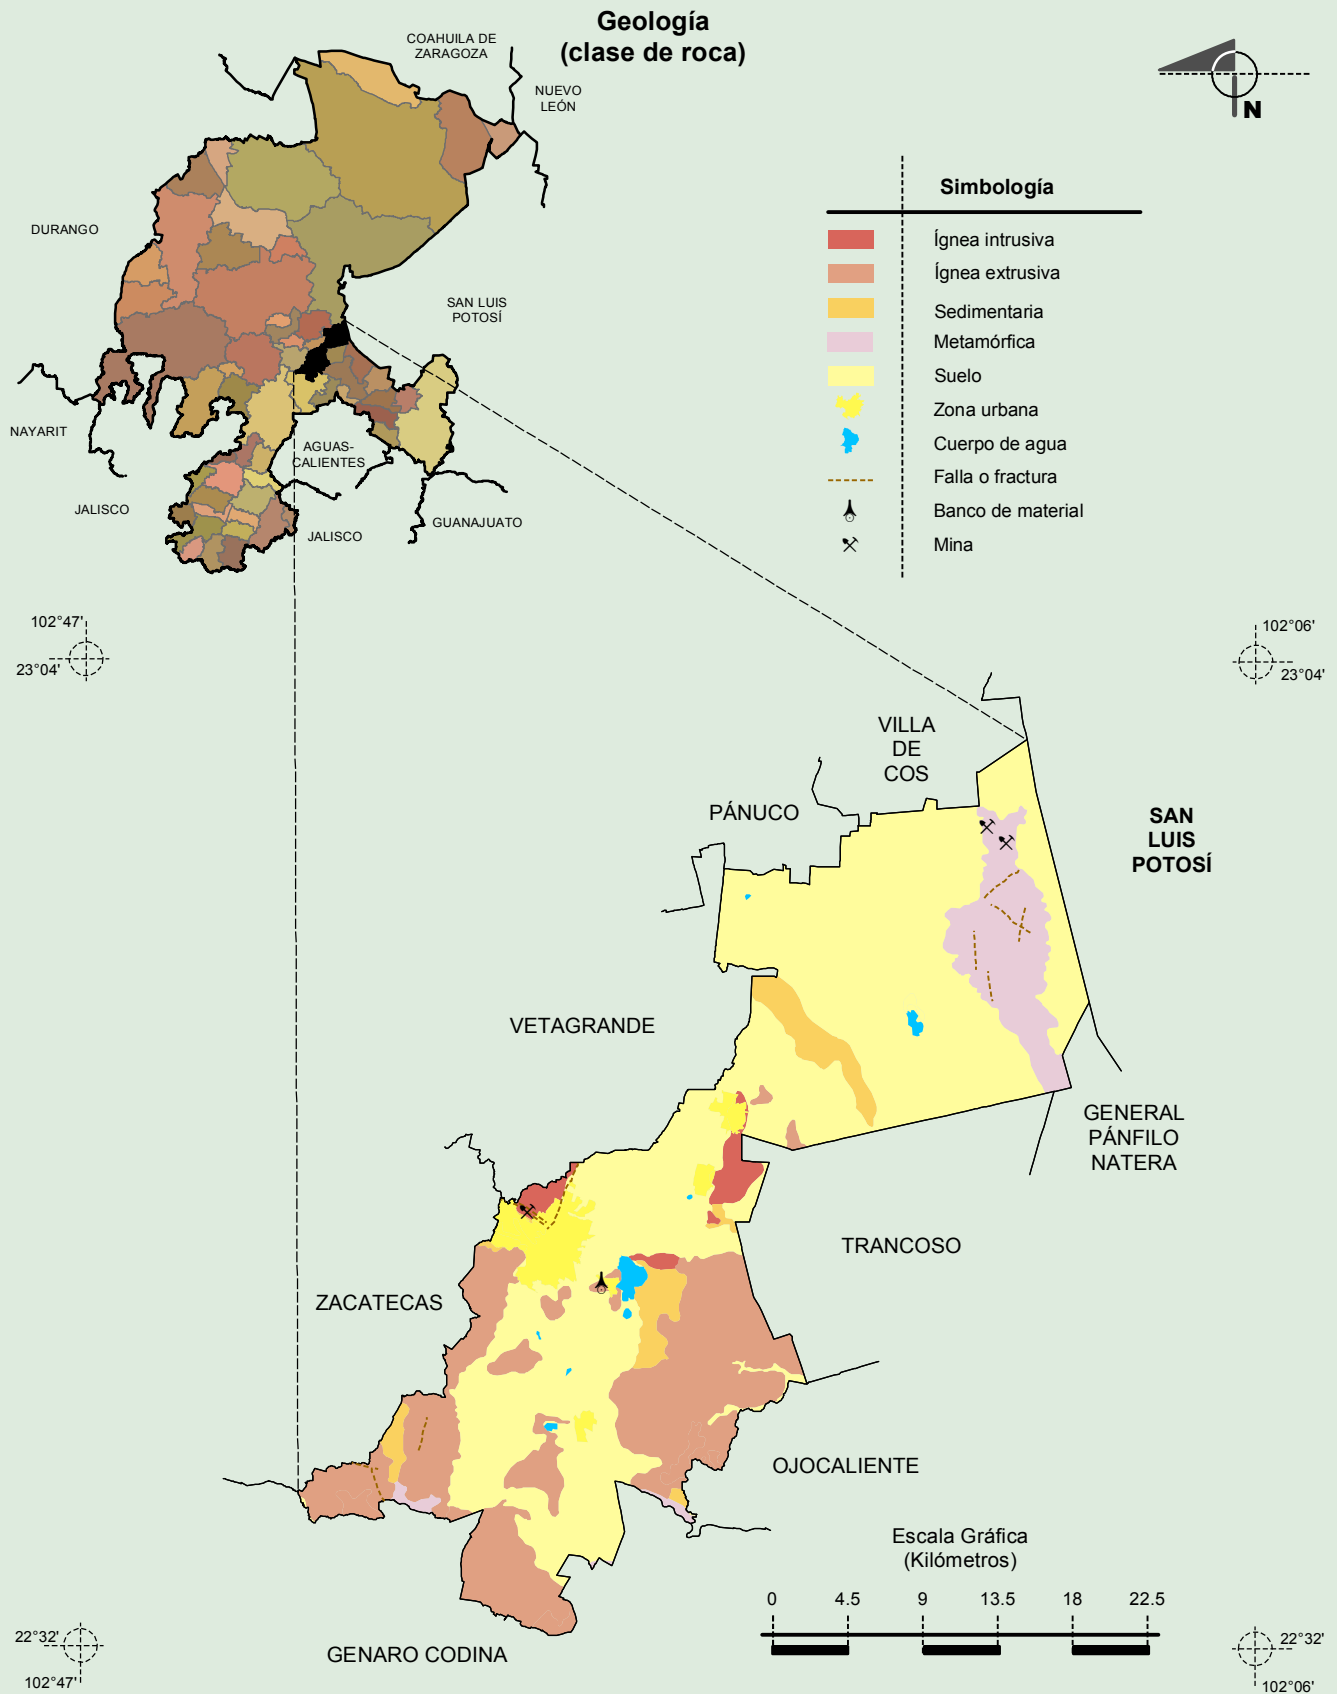 Geología
(clase de roca)
COAHUILA DE
ZARAGOZA
NUEVO
LEÓN
DURANGO
SAN LUIS
POTOSÍ
NAYARIT
AGUAS-
CALIENTES
JALISCO
JALISCO
GUANAJUATO
N
Simbología
Ígnea intrusiva
Ígnea extrusiva
Sedimentaria
Metamórfica
Suelo
Zona urbana
Cuerpo de agua
Falla o fractura
Banco de material
Mina
102°47'
23°04'
102°06'
23°04'
VILLA
DE
COS
PÁNUCO
SAN
LUIS
POTOSÍ
VETAGRANDE
GENERAL
PÁNFILO
NATERA
TRANCOSO
ZACATECAS
OJOCALIENTE
GENARO CODINA
Escala Gráfica
(Kilómetros)
0 4.5 9 13.5 18 22.5
22°32'
102°47'
22°32'
102°06'